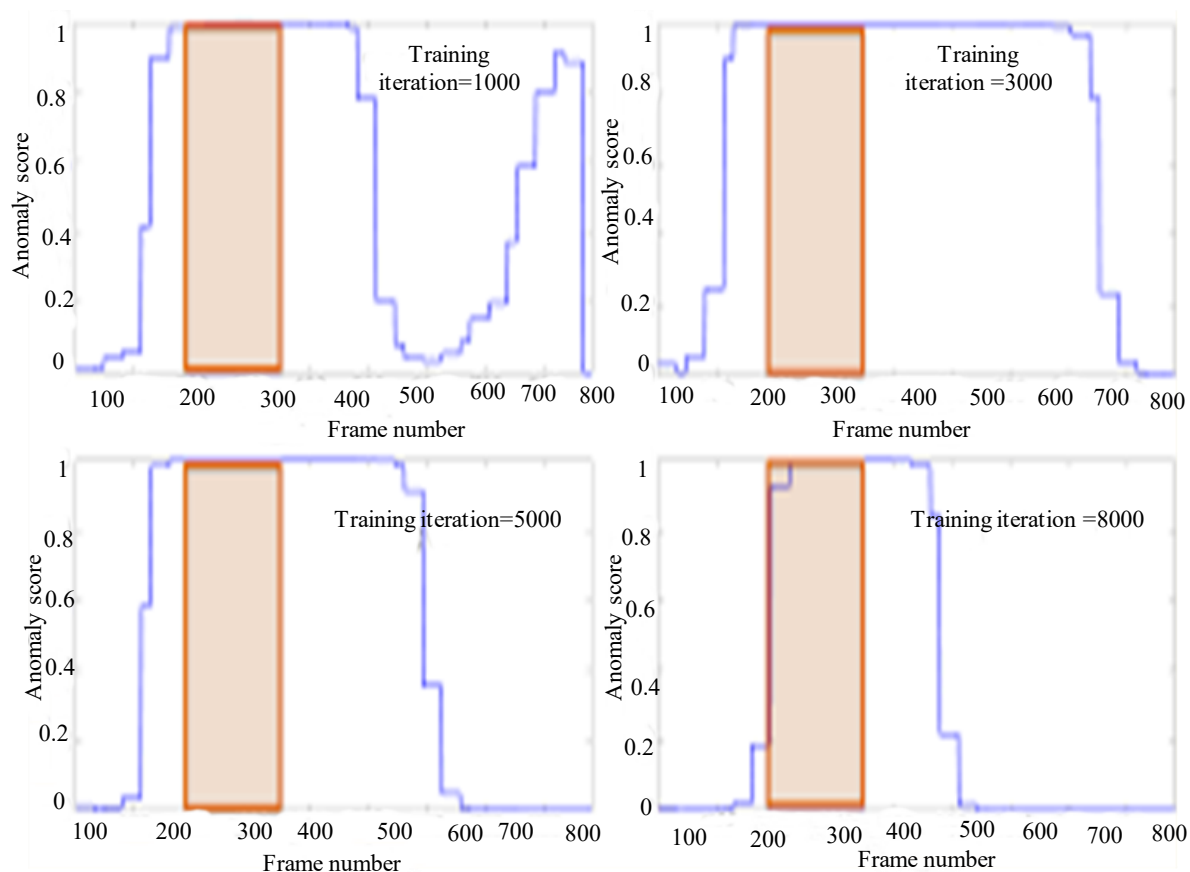 1
0.8
0.6
0.4
0.2
0
Anomaly score
Training
iteration=1000
100 200 300 400 500 600 700 800
Frame number
1
0.8
0.6
0.4
0.2
0
Anomaly score
Training
iteration =3000
100 200 300 400 500 600 700 800
Frame number
1
0.8
0.6
0.4
0.2
0
Anomaly score
Training iteration=5000
100 200 300 400 500 600 700 800
Frame number
1
0.8
0.6
0.4
0.2
0
Anomaly score
Training iteration =8000
100 200 300 400 500 600 700 800
Frame number